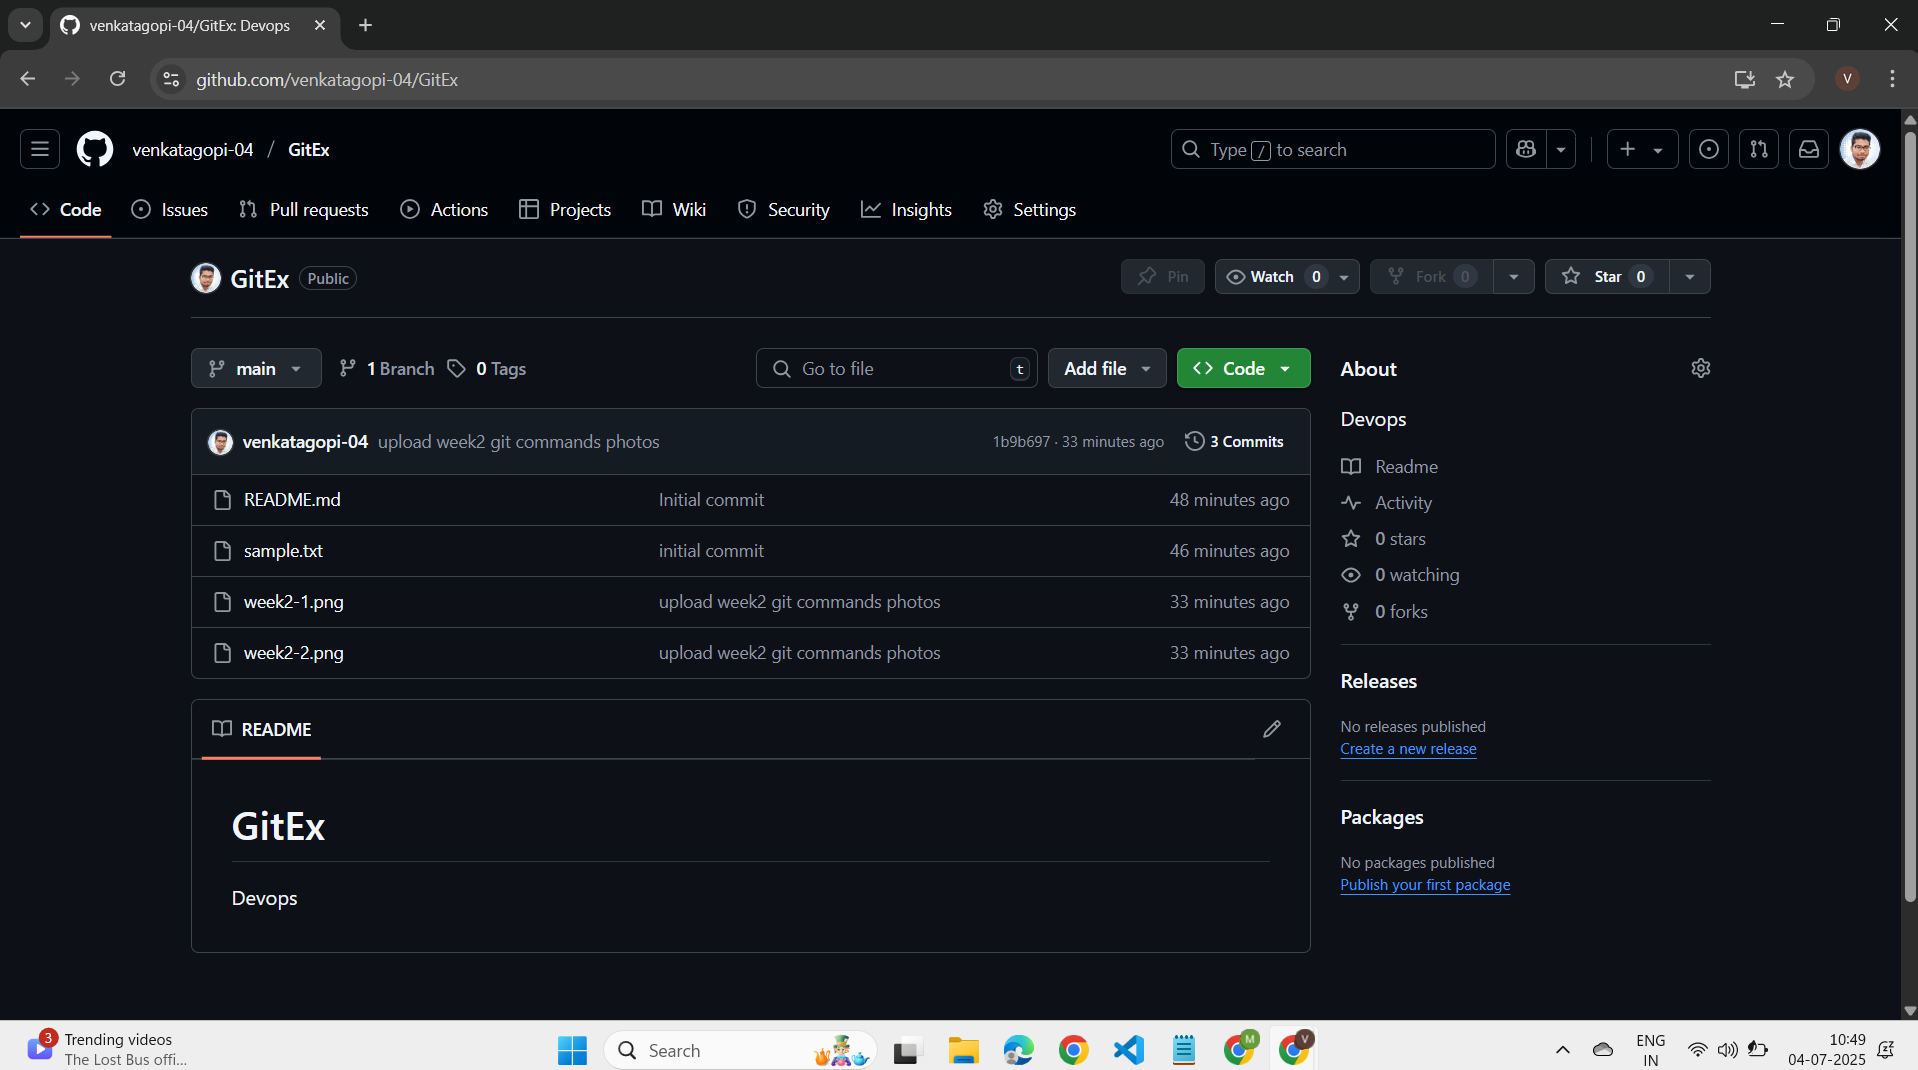 venkatagopi-04/GitEx: Devops
github.com/venkatagopi-04/GitEx
V
venkatagopi-04 / GitEx
Type / to search
Code Issues Pull requests Actions Projects Wiki Security Insights Settings
GitEx Public
Pin Watch 0 Fork 0 Star 0
main 1 Branch 0 Tags
Go to file t Add file Code
venkatagopi-04 upload week2 git commands photos 1b9b697 · 33 minutes ago 3 Commits
README.md Initial commit 48 minutes ago
sample.txt initial commit 46 minutes ago
week2-1.png upload week2 git commands photos 33 minutes ago
week2-2.png upload week2 git commands photos 33 minutes ago
README
GitEx
Devops
About
Devops
Readme
Activity
0 stars
0 watching
0 forks
Releases
No releases published
Create a new release
Packages
No packages published
Publish your first package
3
Trending videos
The Lost Bus offi...
Search
M
V
ENG
IN
10:49
04-07-2025